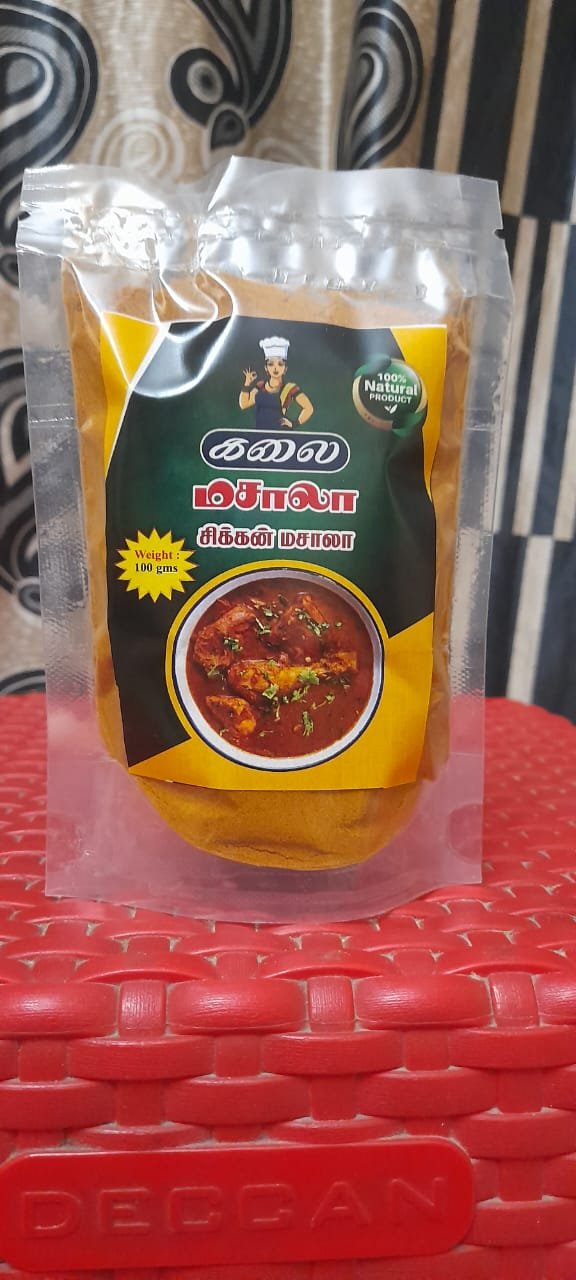 100%
Natural
PRODUCT
கலை
மசாலா
சிக்கன் மசாலா
Weight :
100 gms
DECCAN